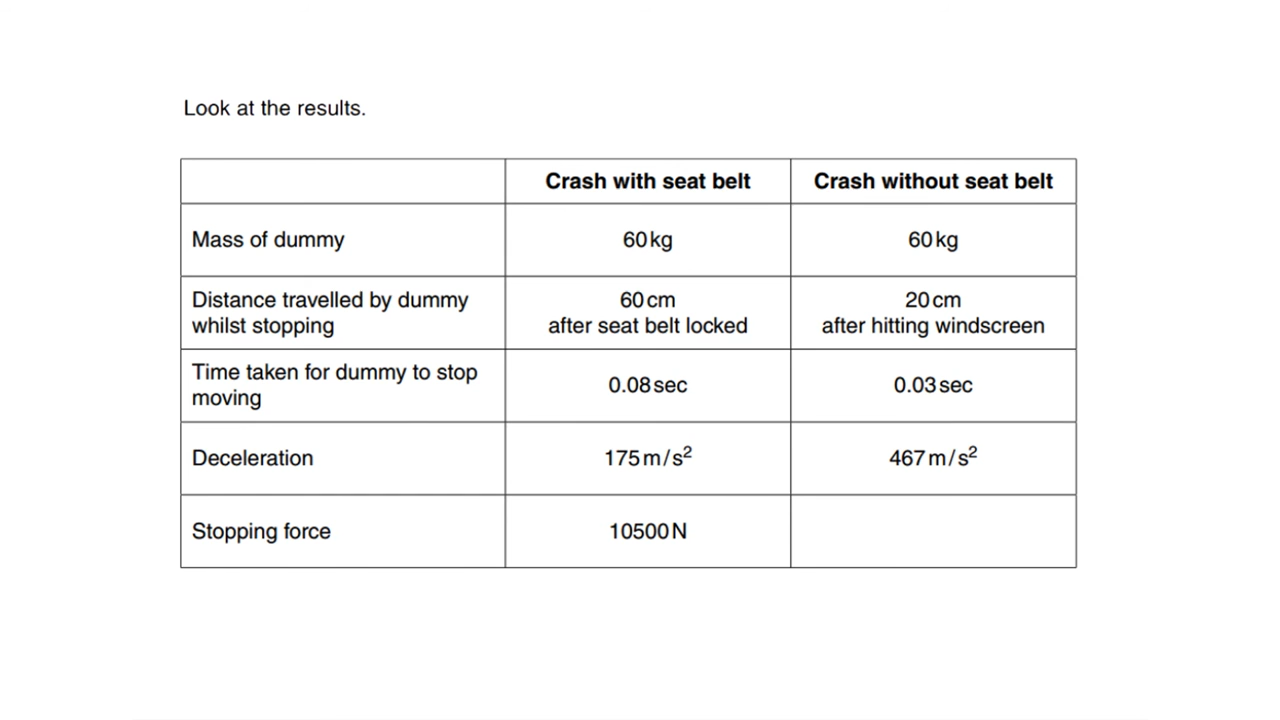 Look at the results.
Crash with seat belt
Crash without seat belt
Mass of dummy
60 kg
60 kg
Distance travelled by dummy
whilst stopping
60 cm
after seat belt locked
20 cm
after hitting windscreen
Time taken for dummy to stop
moving
0.08 sec
0.03 sec
Deceleration
175 m/s²
467 m/s²
Stopping force
10500 N